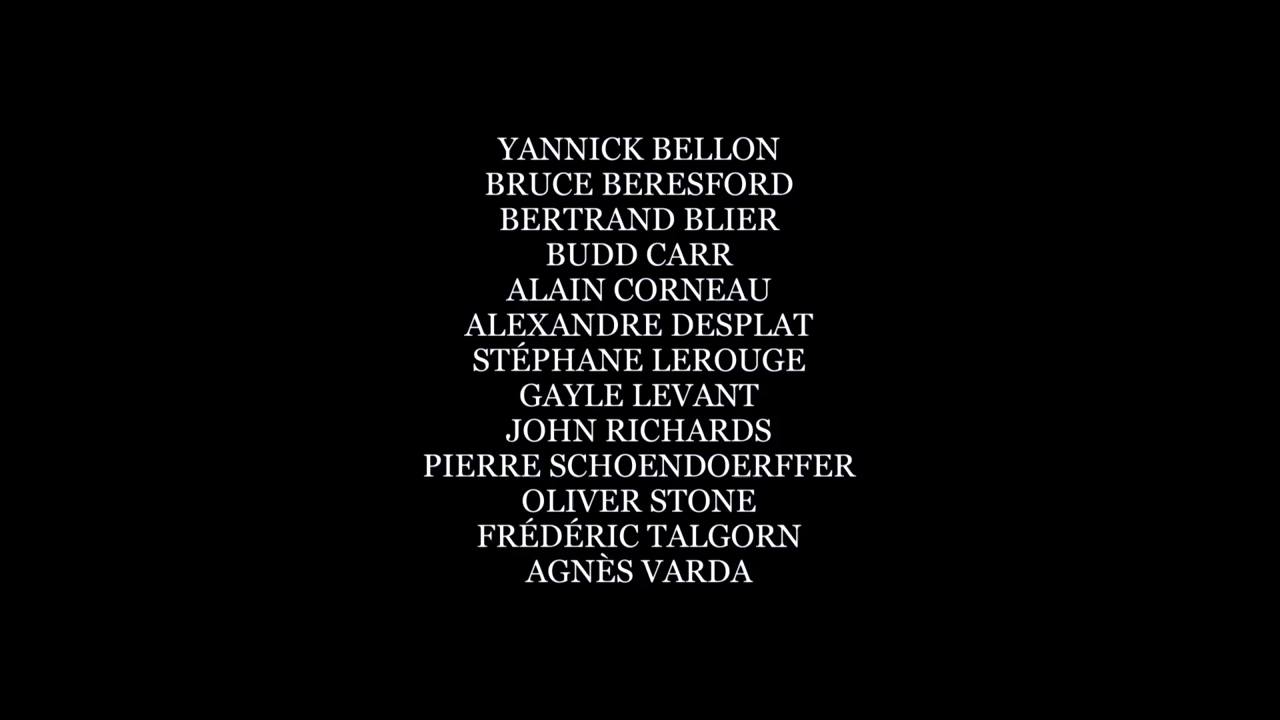 YANNICK BELLON
BRUCE BERESFORD
BERTRAND BLIER
BUDD CARR
ALAIN CORNEAU
ALEXANDRE DESPLAT
STÉPHANE LEROUGE
GAYLE LEVANT
JOHN RICHARDS
PIERRE SCHOENDOERFFER
OLIVER STONE
FRÉDÉRIC TALGORN
AGNÈS VARDA